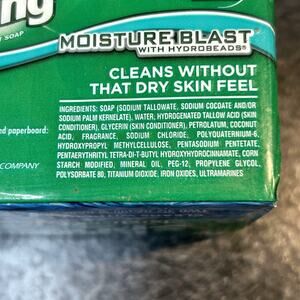 ng
T SOAP
MOISTURE BLAST
WITH HYDROBEADS®
CLEANS WITHOUT
THAT DRY SKIN FEEL
INGREDIENTS: SOAP (SODIUM TALLOWATE, SODIUM COCOATE AND/OR
SODIUM PALM KERNELATE), WATER, HYDROGENATED TALLOW ACID (SKIN
CONDITIONER), GLYCERIN (SKIN CONDITIONER), PETROLATUM, COCONUT
ACID, FRAGRANCE, SODIUM CHLORIDE, POLYQUATERNIUM-6,
HYDROXYPROPYL METHYLCELLULOSE, PENTASODIUM PENTETATE,
PENTAERYTHRITYL TETRA-DI-T-BUTYL HYDROXYHYDROCINNAMATE, CORN
STARCH MODIFIED, MINERAL OIL, PEG-12, PROPYLENE GLYCOL,
POLYSORBATE 80, TITANIUM DIOXIDE, IRON OXIDES, ULTRAMARINES
ed paperboard:
COMPANY